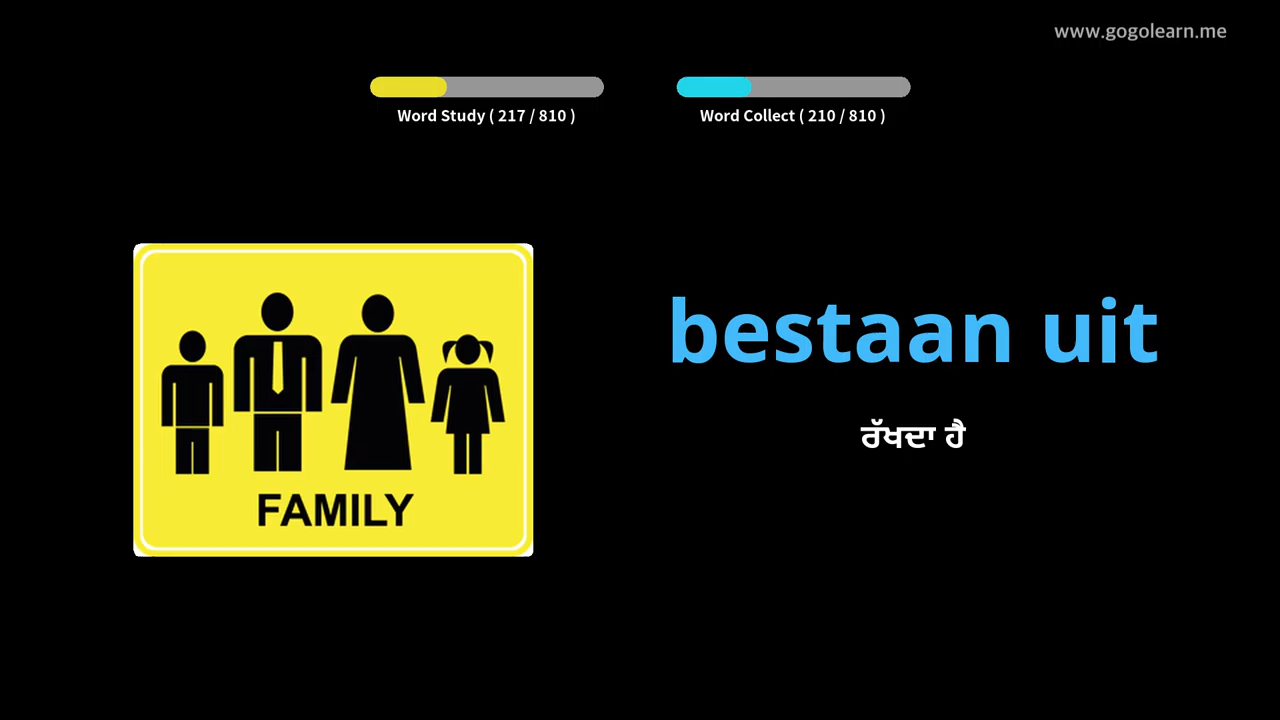 www.gogolearn.me
Word Study ( 217 / 810 )
Word Collect ( 210 / 810 )
bestaan uit
ਰੱਖਦਾ ਹੈ
FAMILY